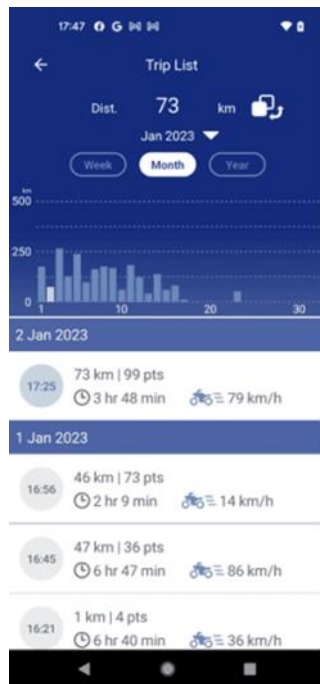 17:47
Trip List
Dist. 73 km
Jan 2023
Week Month Year
km
500
250
0
1 10 20 30
2 Jan 2023
17:25
73 km | 99 pts
3 hr 48 min 79 km/h
1 Jan 2023
16:56
46 km | 73 pts
2 hr 9 min 14 km/h
16:45
47 km | 36 pts
6 hr 47 min 86 km/h
16:21
1 km | 4 pts
6 hr 40 min 36 km/h